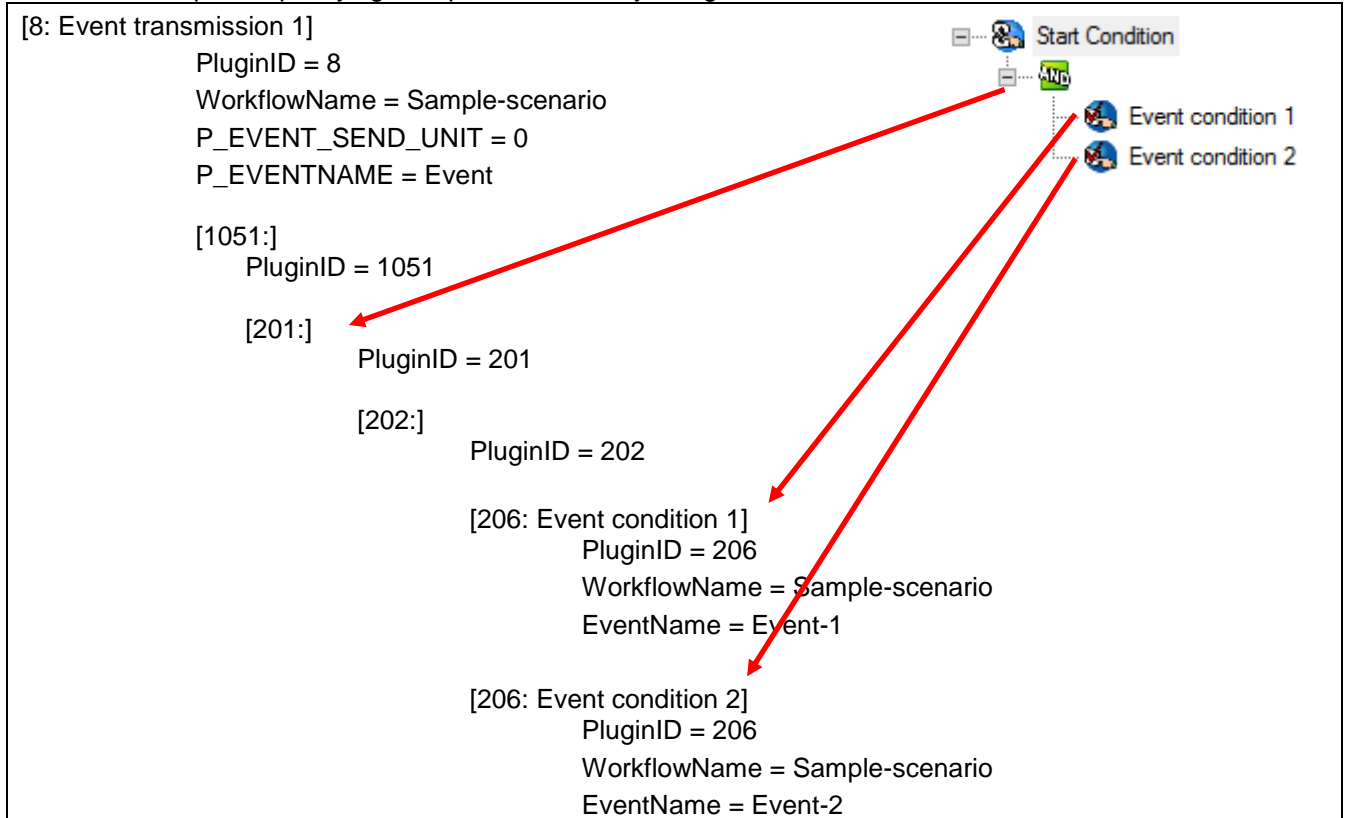 [8: Event transmission 1]
PluginID = 8
WorkflowName = Sample-scenario
P_EVENT_SEND_UNIT = 0
P_EVENTNAME = Event
[1051:]
PluginID = 1051
[201:]
PluginID = 201
[202:]
PluginID = 202
[206: Event condition 1]
PluginID = 206
WorkflowName = Sample-scenario
EventName = Event-1
[206: Event condition 2]
PluginID = 206
WorkflowName = Sample-scenario
EventName = Event-2
Start Condition
AND
Event condition 1
Event condition 2